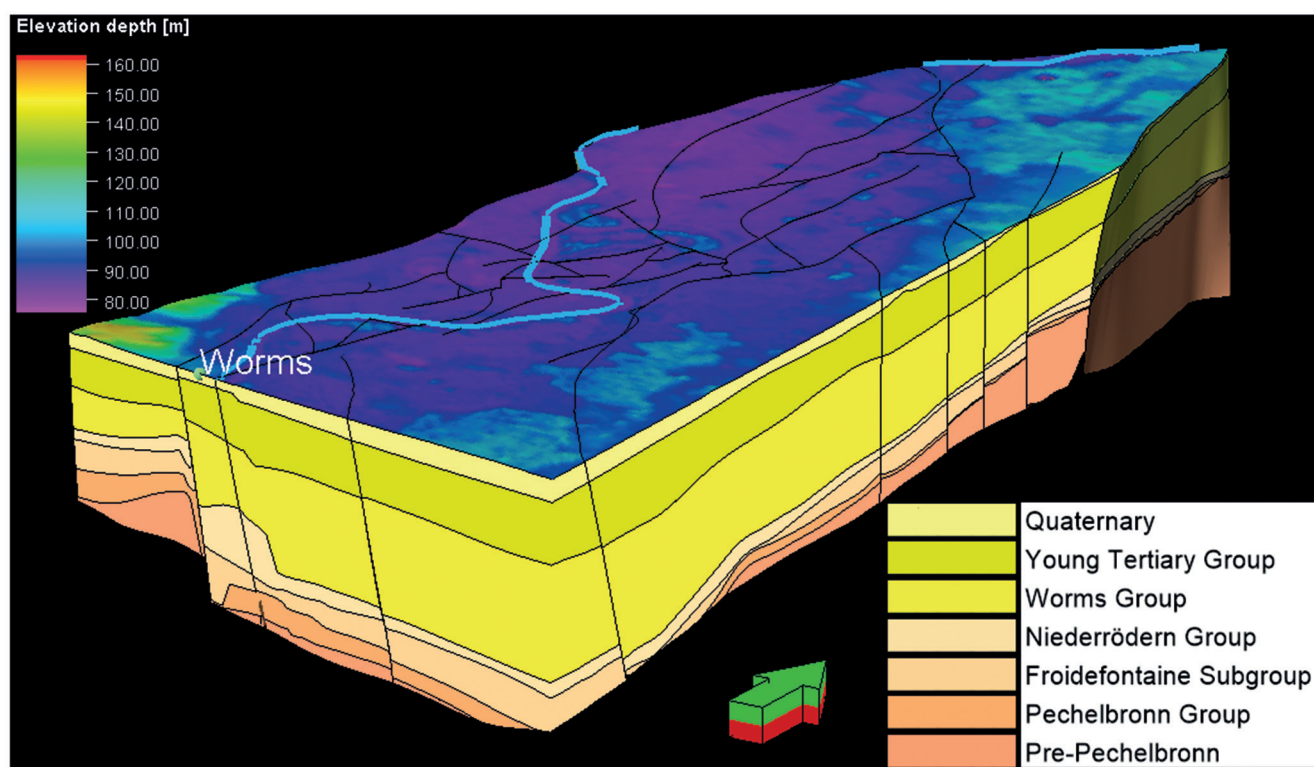 Elevation depth [m]
160.00
150.00
140.00
130.00
120.00
110.00
100.00
90.00
80.00
Worms
Quaternary
Young Tertiary Group
Worms Group
Niederrödern Group
Froidefontaine Subgroup
Pechelbronn Group
Pre-Pechelbronn